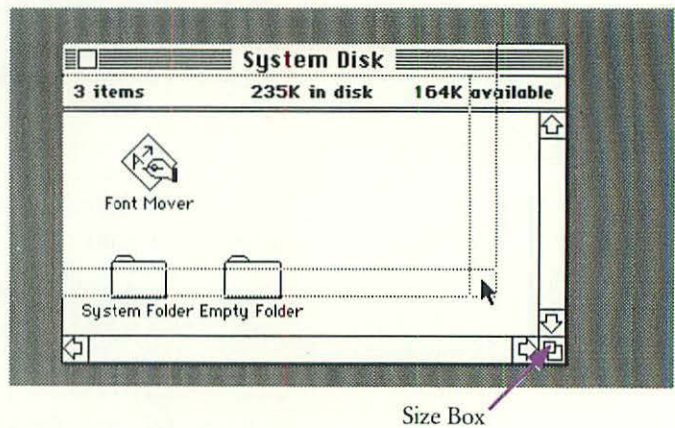 System Disk
3 items 235K in disk 164K available
Font Mover
System Folder Empty Folder
Size Box